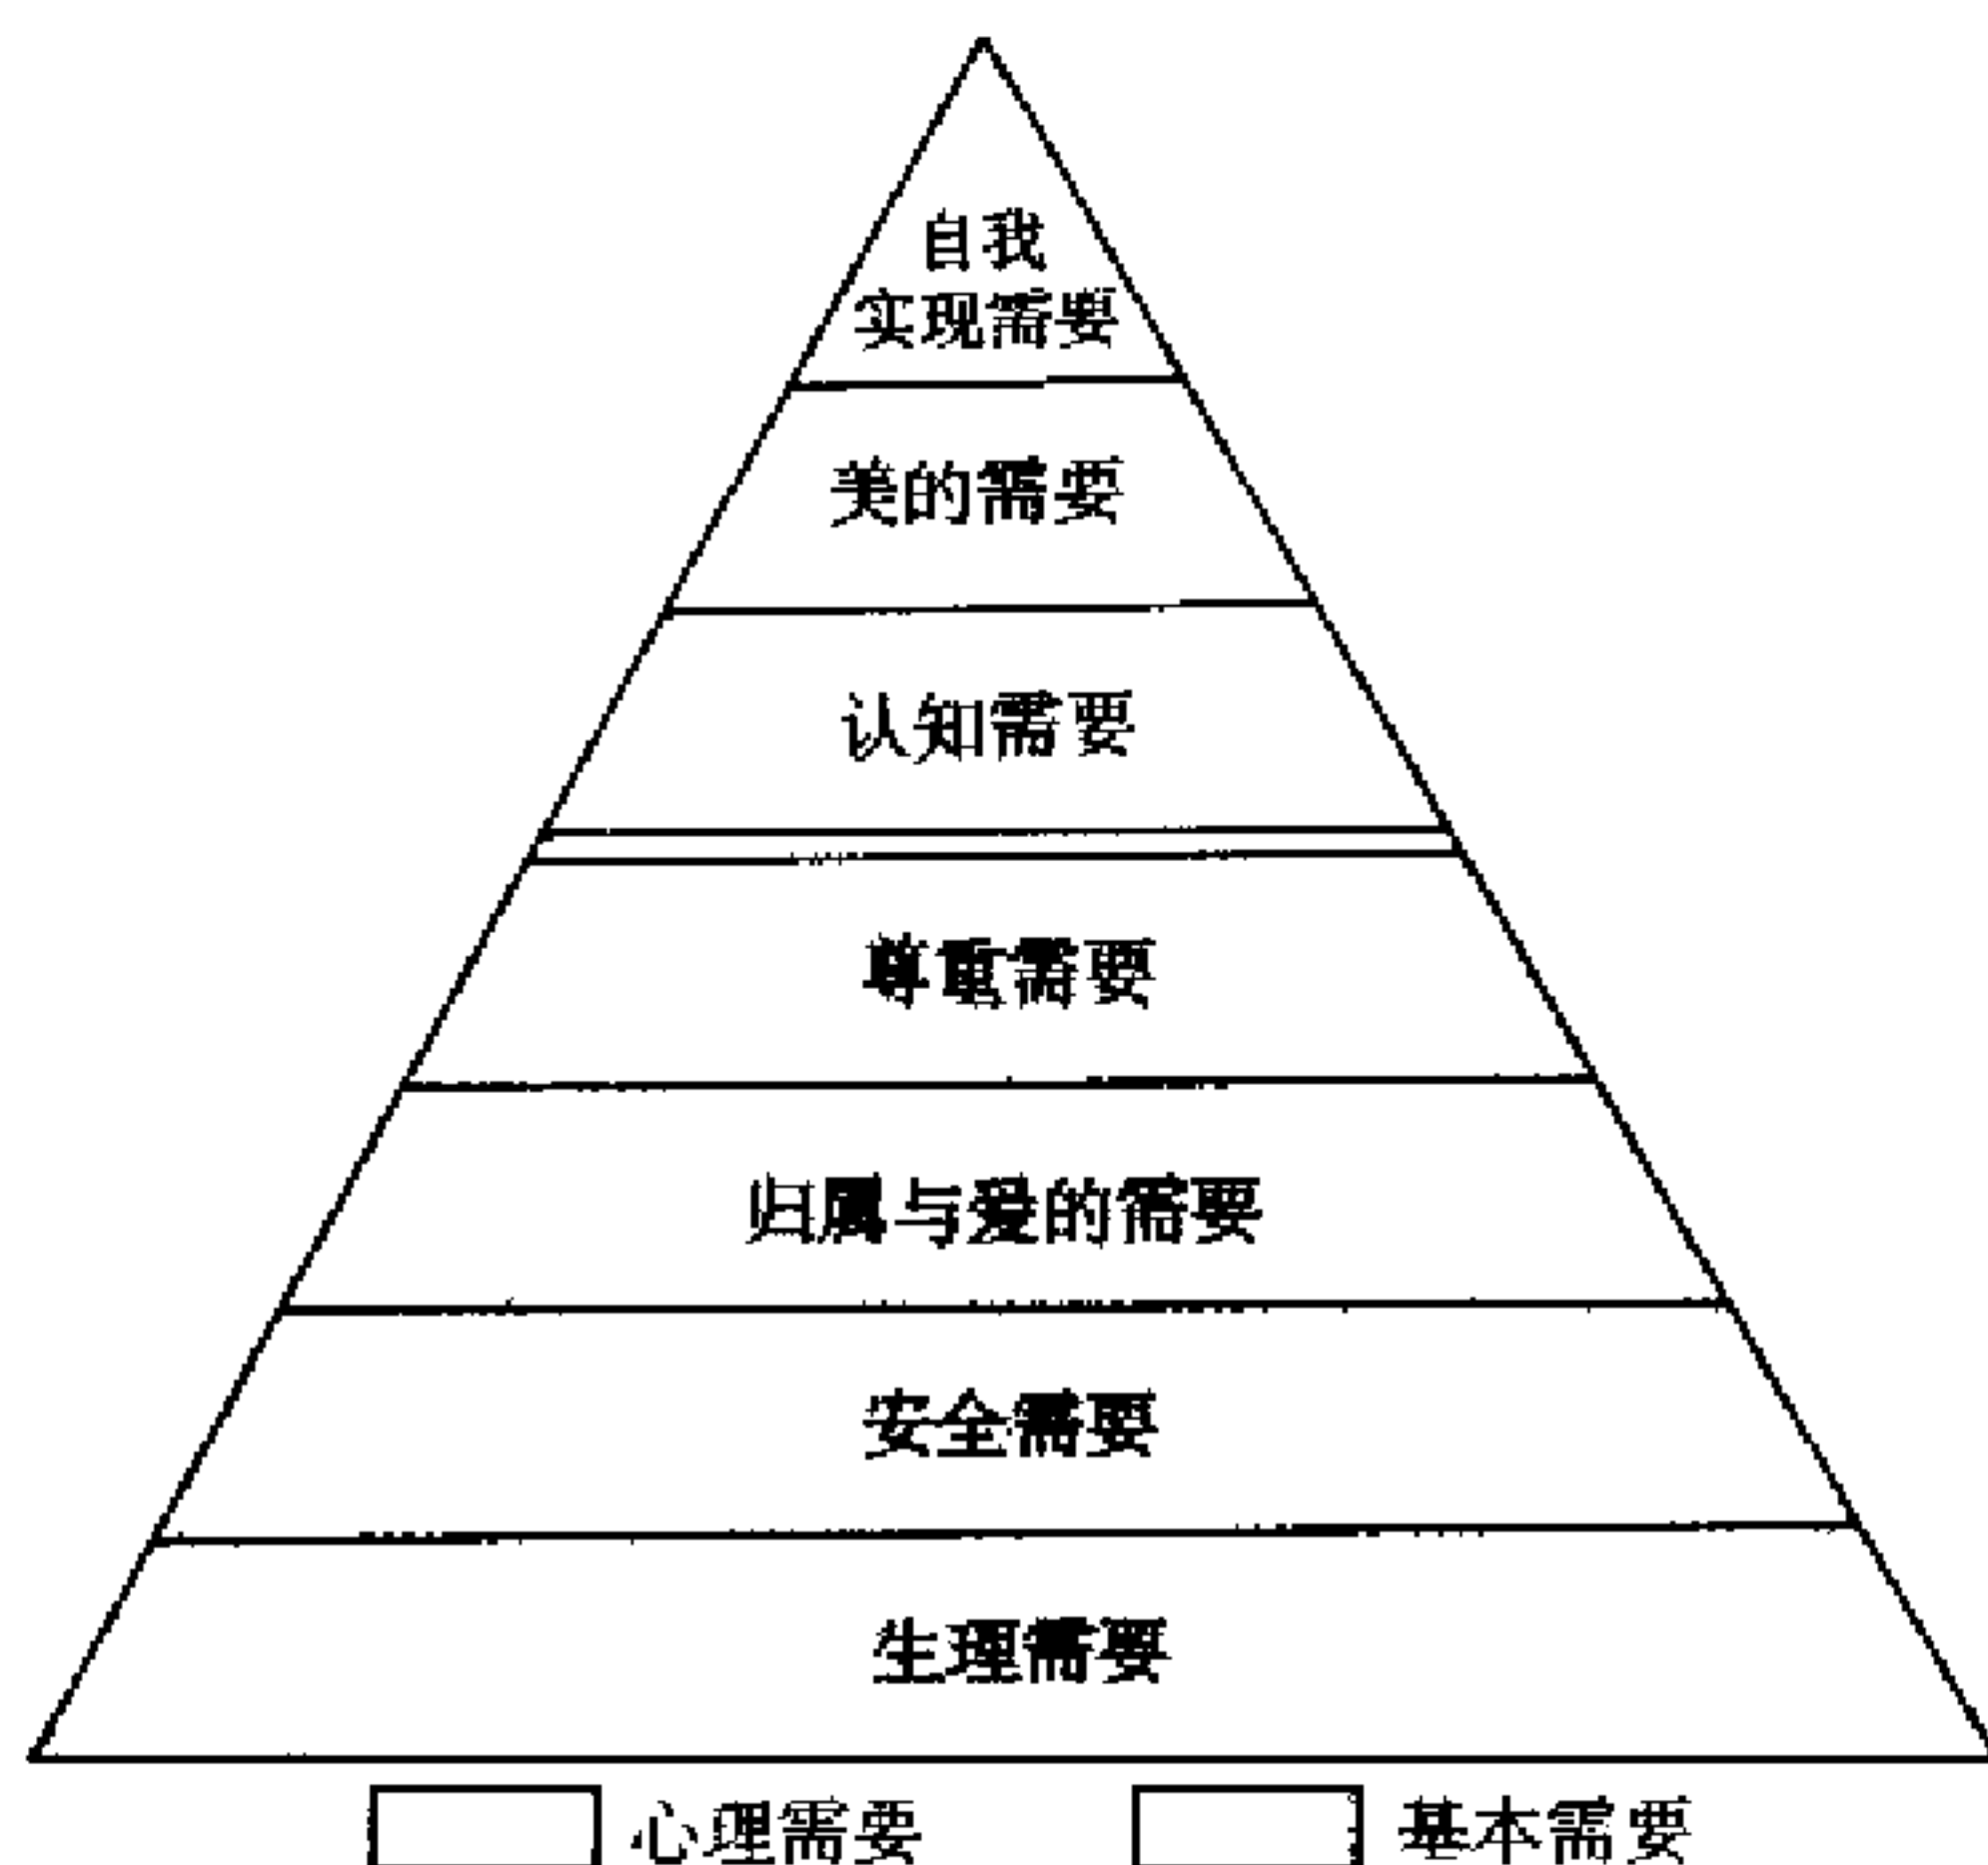 自我
实现需要
美的需要
认知需要
尊重需要
归属与爱的需要
安全需要
生理需要
心理需要 基本需要